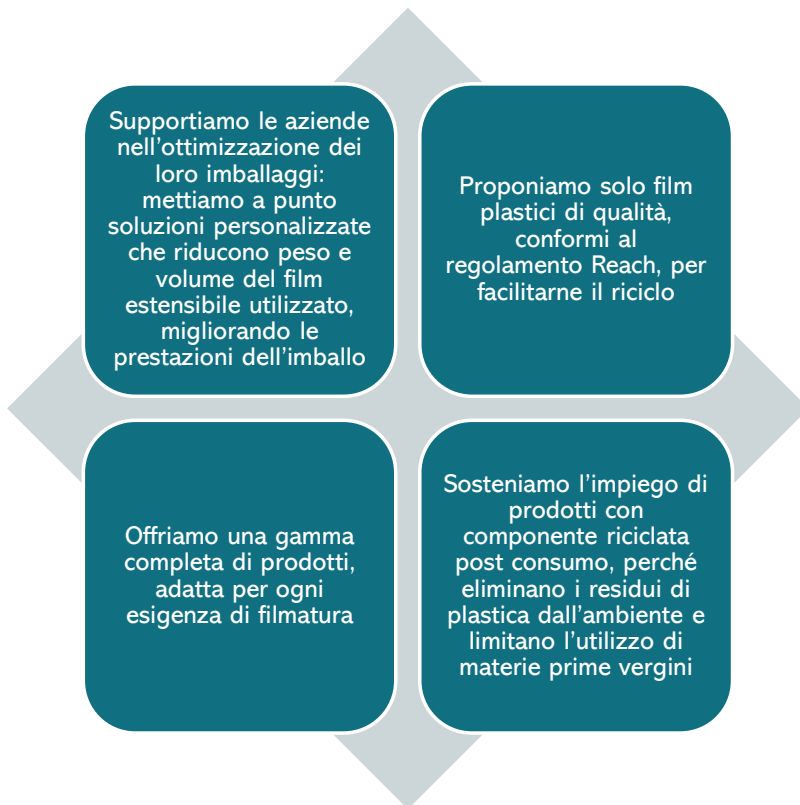 Supportiamo le aziende
nell'ottimizzazione dei
loro imballaggi:
mettiamo a punto
soluzioni personalizzate
che riducono peso e
volume del film
estensibile utilizzato,
migliorando le
prestazioni dell'imballo
Proponiamo solo film
plastici di qualità,
conformi al
regolamento Reach, per
facilitarne il riciclo
Offriamo una gamma
completa di prodotti,
adatta per ogni
esigenza di filmatura
Sosteniamo l'impiego di
prodotti con
componente riciclata
post consumo, perché
eliminano i residui di
plastica dall'ambiente e
limitano l'utilizzo di
materie prime vergini